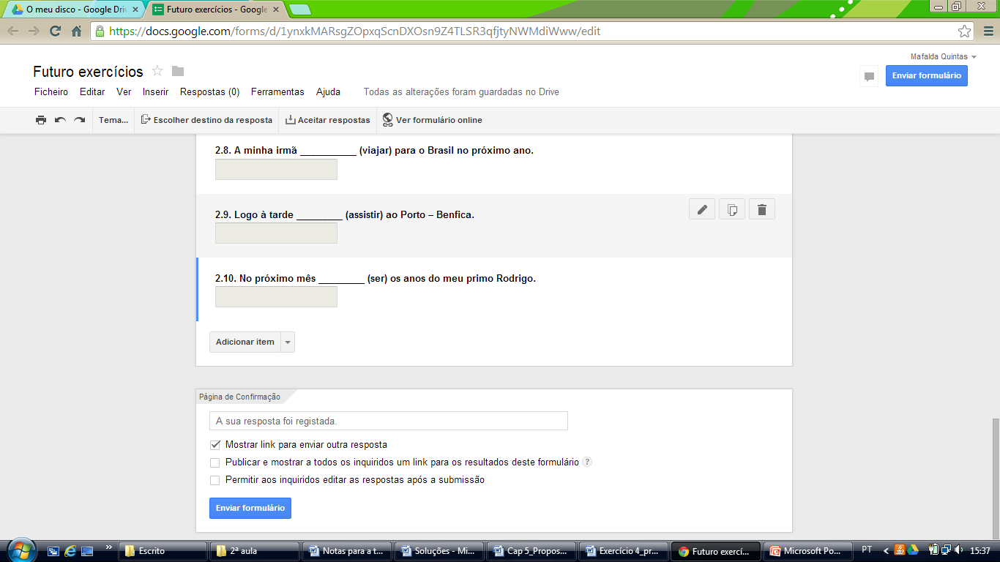 O meu disco - Google Driv
Futuro exercícios - Google
https://docs.google.com/forms/d/1ynxkMARsgZOpxqScnDXOsn9Z4TLSR3qfjtyNWMdiWww/edit
Mafalda Quintas
Futuro exercícios
Enviar formulário
Ficheiro Editar Ver Inserir Respostas (0) Ferramentas Ajuda Todas as alterações foram guardadas no Drive
Tema... Escolher destino da resposta Aceitar respostas Ver formulário online
2.8. A minha irmã ___________ (viajar) para o Brasil no próximo ano.
2.9. Logo à tarde _________ (assistir) ao Porto – Benfica.
2.10. No próximo mês _________ (ser) os anos do meu primo Rodrigo.
Adicionar item
Página de Confirmação
A sua resposta foi registada.
Mostrar link para enviar outra resposta
Publicar e mostrar a todos os inquiridos um link para os resultados deste formulário ?
Permitir aos inquiridos editar as respostas após a submissão
Enviar formulário
Escrito 2ª aula Notas para a t... Soluções - Mi... Cap 5_Propos... Exercício 4_pr... Futuro exercí... Microsoft Po... PT 15:37